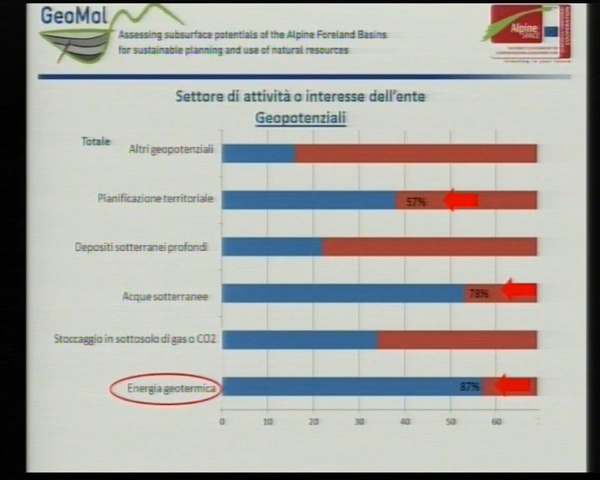 GeoMol
Assessing subsurface potentials of the Alpine Foreland Basins
for sustainable planning and use of natural resources
Alpine
SPACE
Settore di attività o interesse dell'ente
Geopotenziali
Totale
Altri geopotenziali
Pianificazione territoriale
57%
Depositi sotterranei profondi
Acque sotterranee
78%
Stoccaggio in sottosolo di gas o CO2
Energia geotermica
87%
0 10 20 30 40 50 60